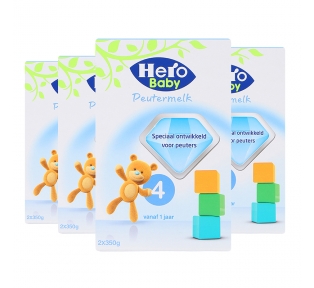 Hero
Baby
Peutermelk
Speciaal ontwikkeld
voor peuters
4
vanaf 1 jaar
2x350g